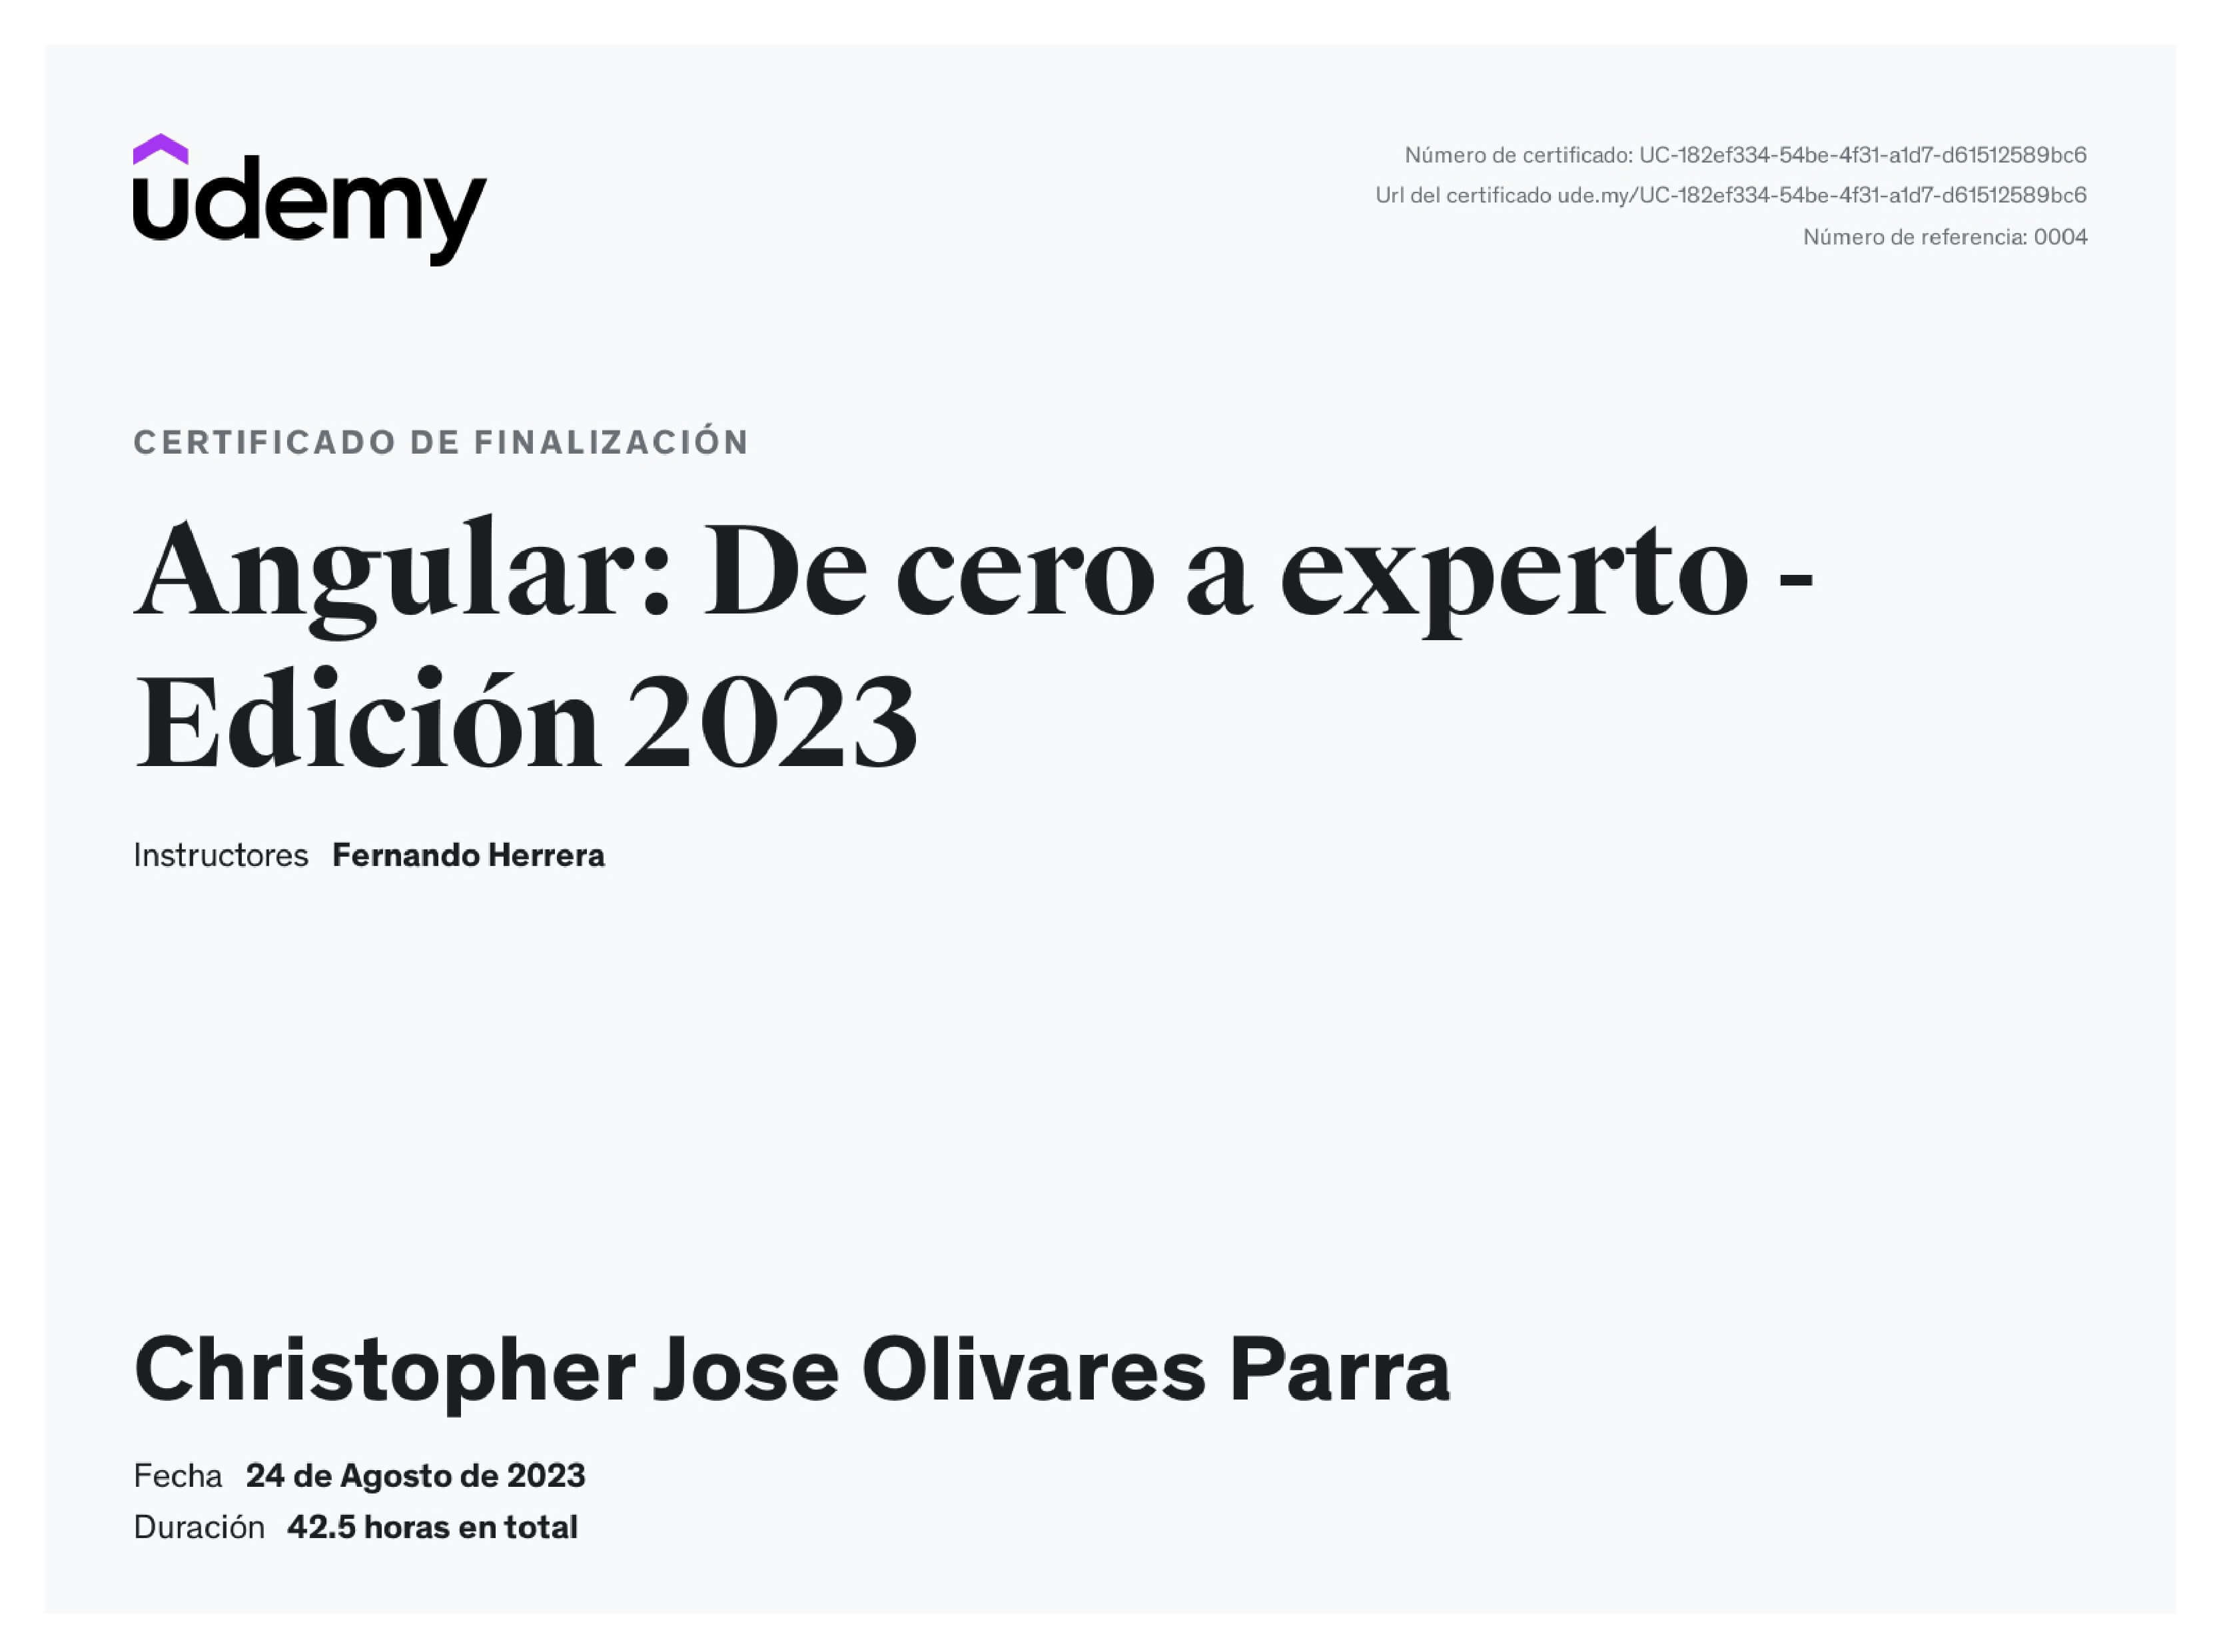 udemy
Número de certificado: UC-182ef334-54be-4f31-a1d7-d61512589bc6
Url del certificado ude.my/UC-182ef334-54be-4f31-a1d7-d61512589bc6
Número de referencia: 0004
CERTIFICADO DE FINALIZACIÓN
Angular: De cero a experto -
Edición 2023
Instructores Fernando Herrera
Christopher Jose Olivares Parra
Fecha 24 de Agosto de 2023
Duración 42.5 horas en total